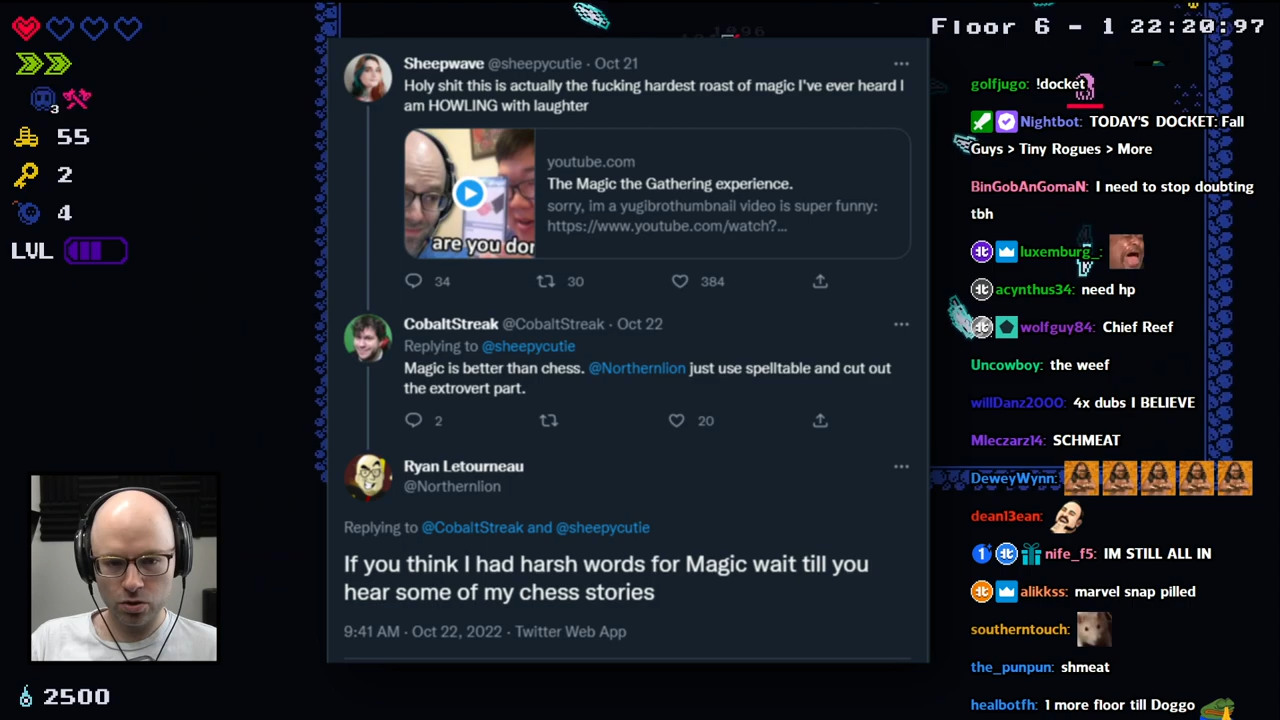 Floor 6 - 1 22:20:97
55
2
3
4
LVL
2500
Sheepwave @sheepycutie · Oct 21
Holy shit this is actually the fucking hardest roast of magic I've ever heard I
am HOWLING with laughter
are you don
youtube.com
The Magic the Gathering experience.
sorry, im a yugibrothumbnail video is super funny:
https://www.youtube.com/watch?...
34 30 384
CobaltStreak @CobaltStreak · Oct 22
Replying to @sheepycutie
Magic is better than chess. @Northernlion just use spelltable and cut out
the extrovert part.
2 20
Ryan Letourneau
@Northernlion
Replying to @CobaltStreak and @sheepycutie
If you think I had harsh words for Magic wait till you
hear some of my chess stories
9:41 AM · Oct 22, 2022 · Twitter Web App
golfjugo: !docket
Nightbot: TODAY'S DOCKET: Fall
Guys > Tiny Rogues > More
BinGobAnGomaN: I need to stop doubting
tbh
luxemburg_:
acynthus34: need hp
wolfguy84: Chief Reef
Uncowboy: the weef
willDanz2000: 4x dubs I BELIEVE
Mleczarz14: SCHMEAT
DeweyWynn:
dean13ean:
nife_f5: IM STILL ALL IN
alikkss: marvel snap pilled
southerntouch:
the_punpun: shmeat
healbotfh: 1 more floor till Doggo